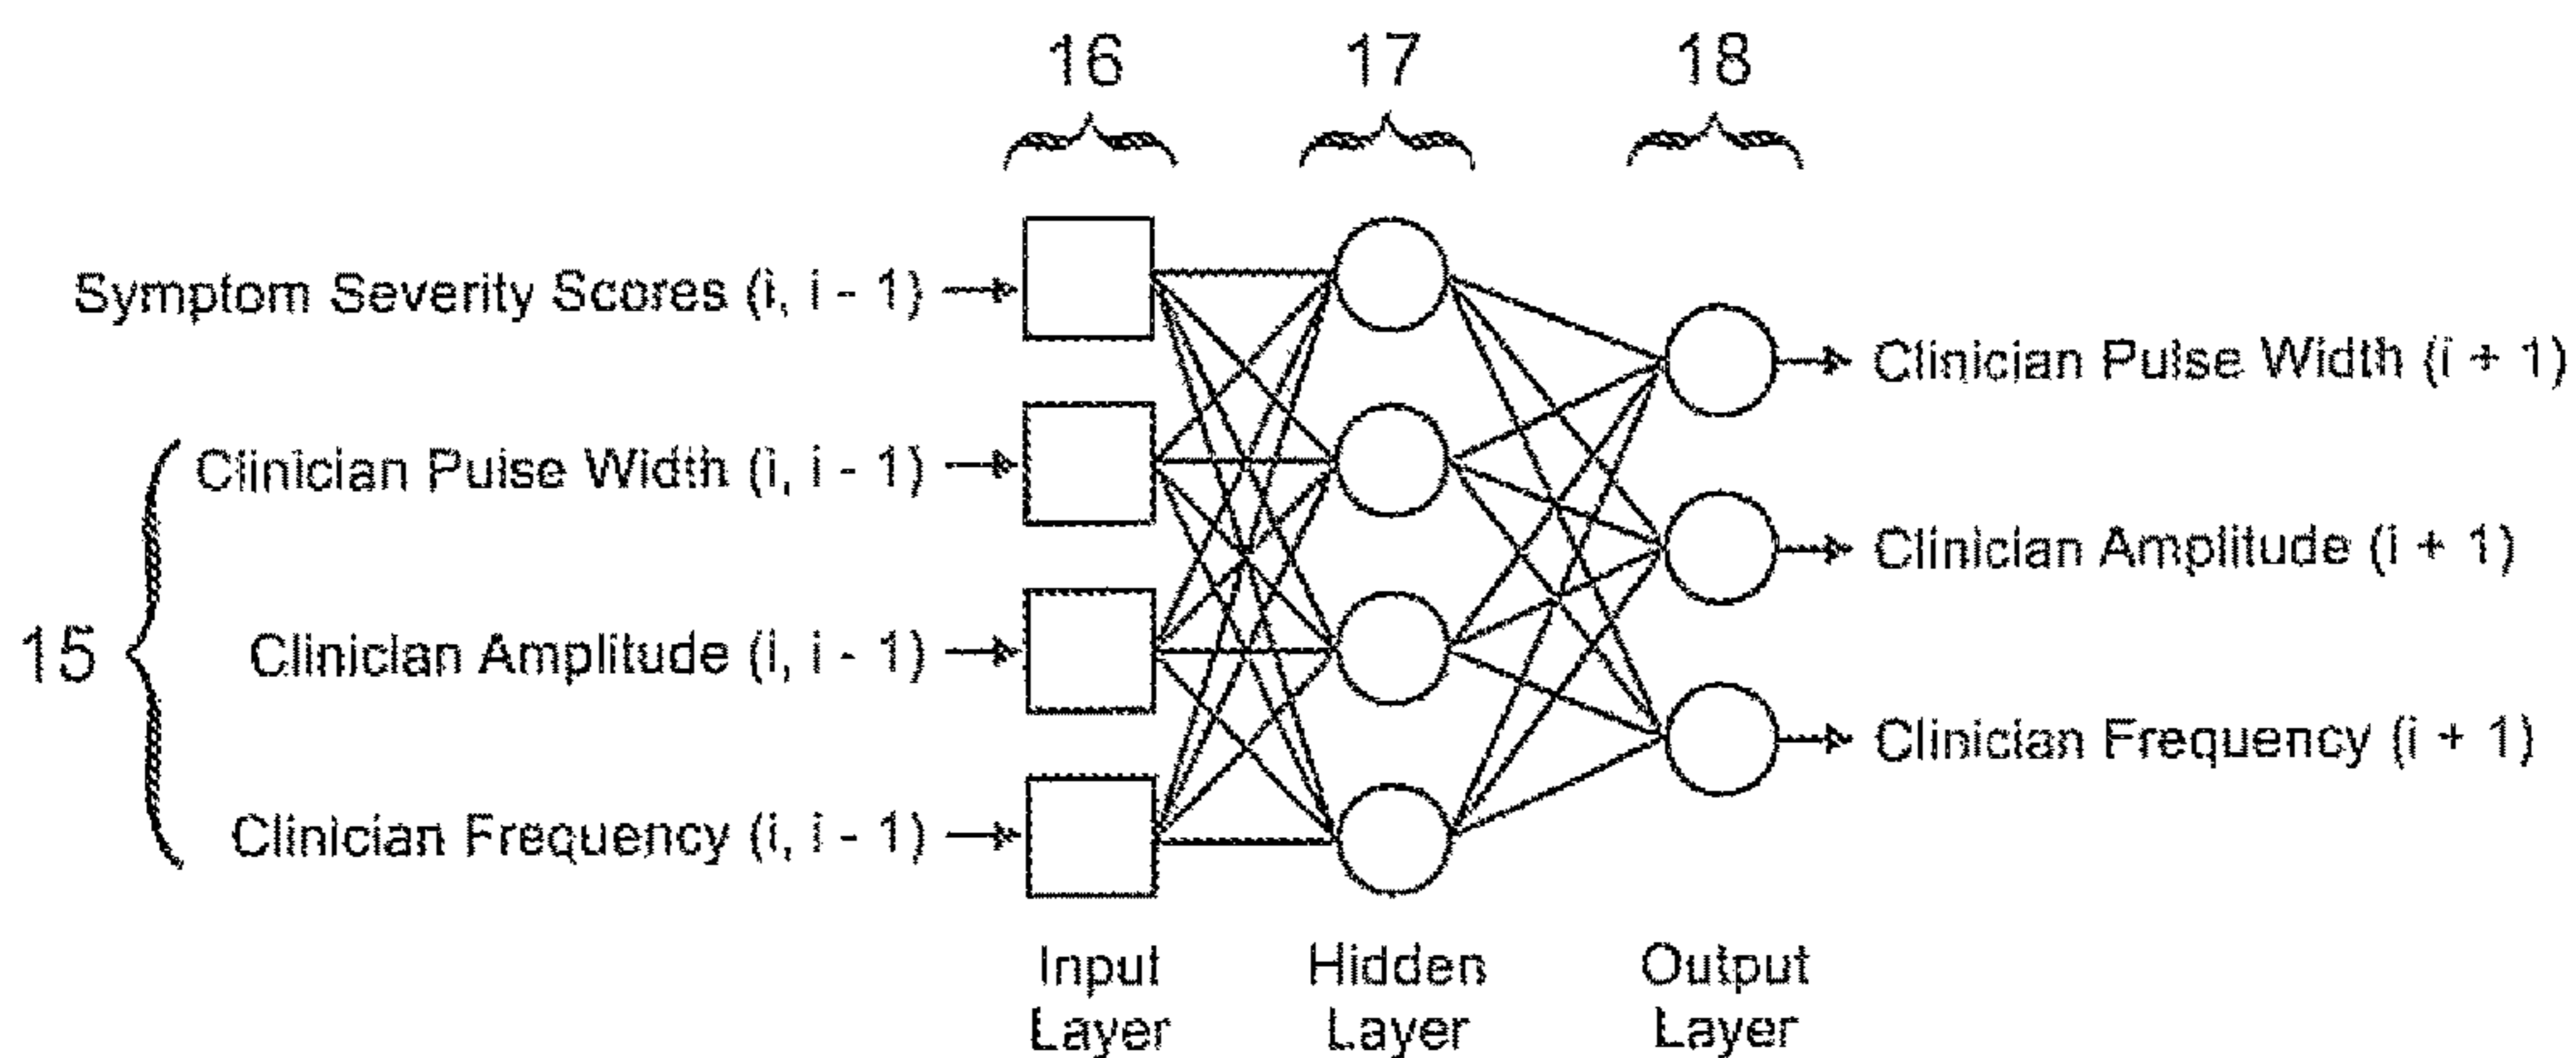 16 17 18
Symptom Severity Scores (i, i - 1)
Clinician Pulse Width (i + 1)
Clinician Pulse Width (i, i - 1)
Clinician Amplitude (i + 1)
15
Clinician Amplitude (i, i - 1)
Clinician Frequency (i + 1)
Clinician Frequency (i, i - 1)
Input Hidden Output
Layer Layer Layer